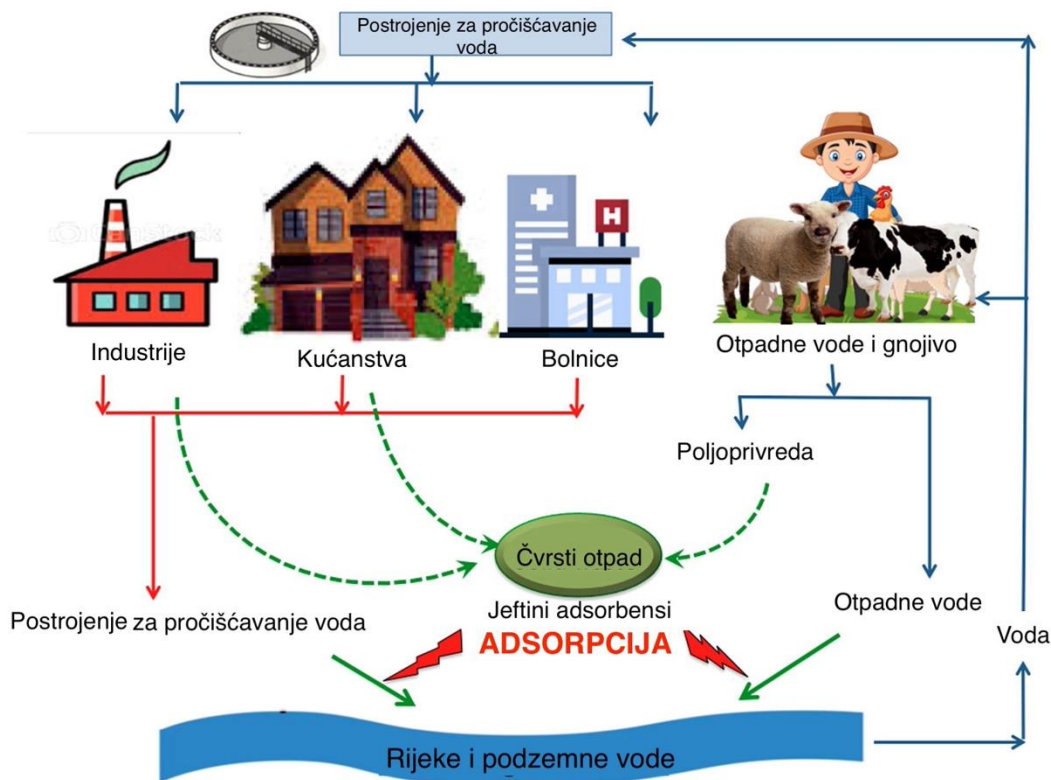 Postrojenje za pročišćavanje
voda
H
Industrije
Kućanstva
Bolnice
Otpadne vode i gnojivo
Poljoprivreda
Čvrsti otpad
Jeftini adsorbensi
ADSORPCIJA
Postrojenje za pročišćavanje voda
Otpadne vode
Voda
Rijeke i podzemne vode